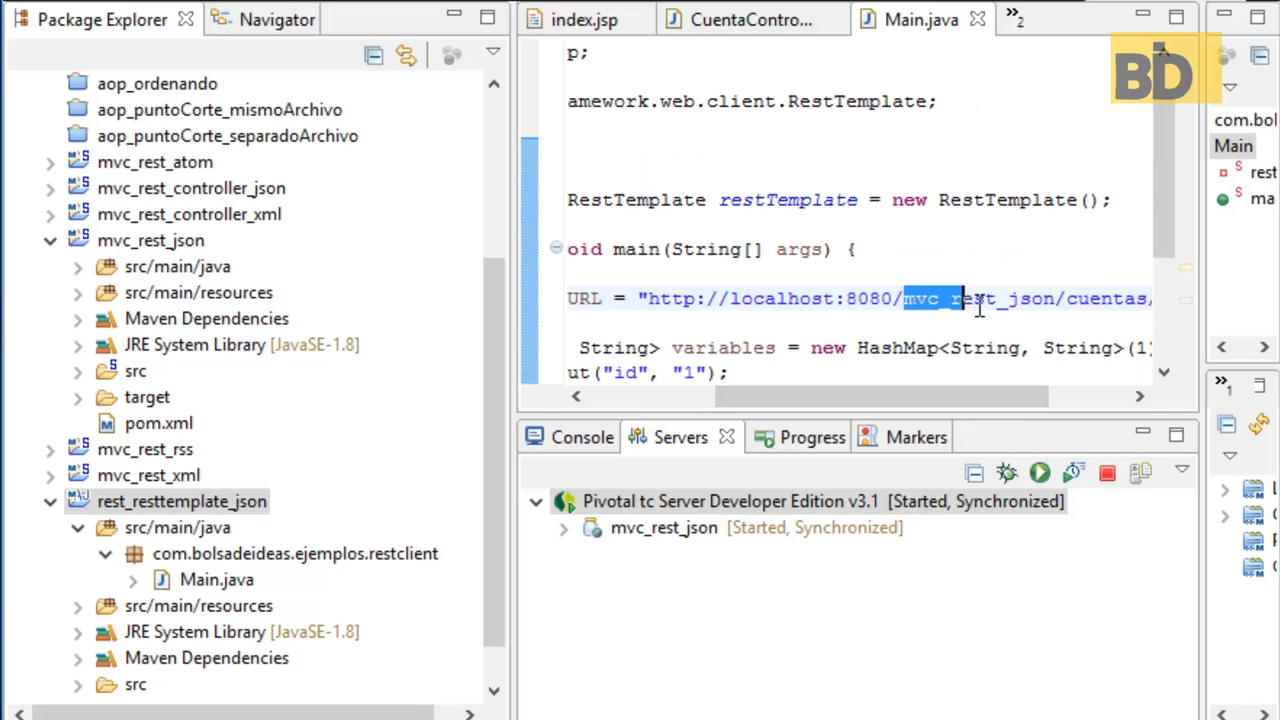 Package Explorer
Navigator
aop_ordenando
aop_puntoCorte_mismoArchivo
aop_puntoCorte_separadoArchivo
mvc_rest_atom
mvc_rest_controller_json
mvc_rest_controller_xml
mvc_rest_json
src/main/java
src/main/resources
Maven Dependencies
JRE System Library [JavaSE-1.8]
src
target
pom.xml
mvc_rest_rss
mvc_rest_xml
rest_resttemplate_json
src/main/java
com.bolsadeideas.ejemplos.restclient
Main.java
src/main/resources
JRE System Library [JavaSE-1.8]
Maven Dependencies
src
index.jsp
CuentaContro...
Main.java
»2
p;
amework.web.client.RestTemplate;
RestTemplate restTemplate = new RestTemplate();
oid main(String[] args) {
URL = "http://localhost:8080/mvc_rest_json/cuentas/
String> variables = new HashMap<String, String>(1)
ut("id", "1");
Console
Servers
Progress
Markers
Pivotal tc Server Developer Edition v3.1 [Started, Synchronized]
mvc_rest_json [Started, Synchronized]
BD
com.bol
Main
rest
ma
»1